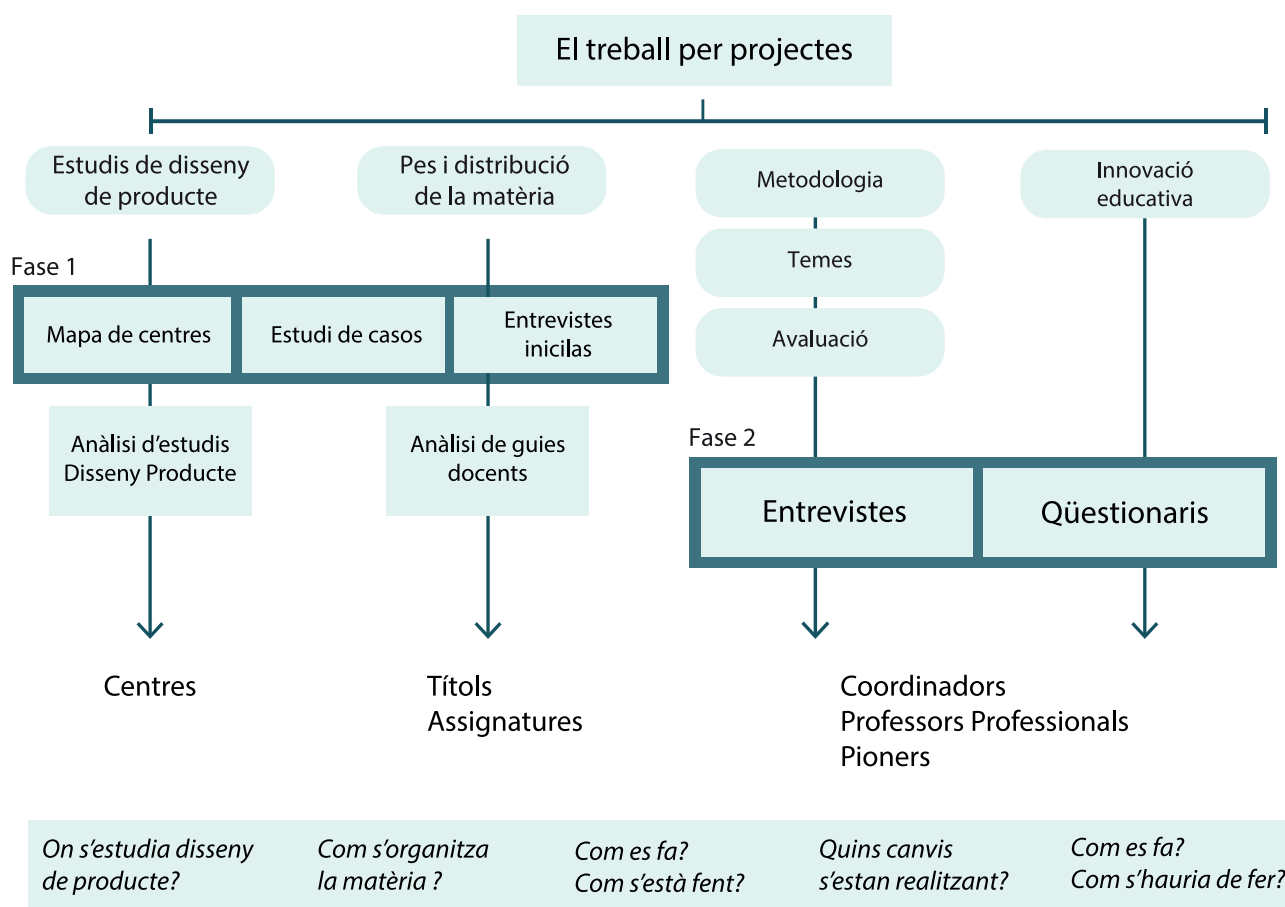 El treball per projectes
Estudis de disseny
de producte
Pes i distribució
de la matèria
Metodologia
Innovació
educativa
Temes
Avaluació
Fase 1
Mapa de centres
Estudi de casos
Entrevistes
inicilas
Anàlisi d'estudis
Disseny Producte
Anàlisi de guies
docents
Fase 2
Entrevistes
Qüestionaris
Centres
Títols
Assignatures
Coordinadors
Professors Professionals
Pioners
On s'estudia disseny
de producte?
Com s'organitza
la matèria ?
Com es fa?
Com s'està fent?
Quins canvis
s'estan realitzant?
Com es fa?
Com s'hauria de fer?